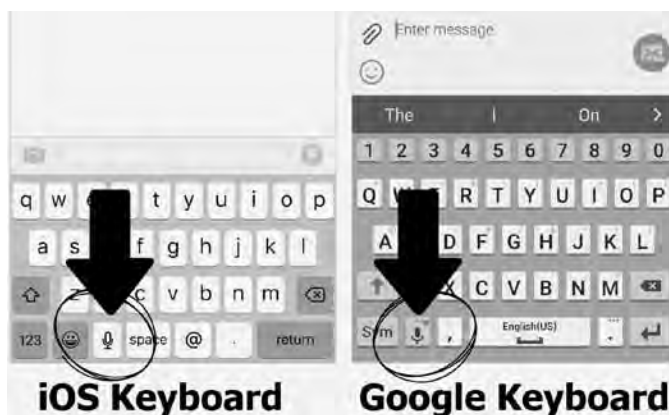 q w t y u i o p
a s f g h j k l
c v b n m
123 space @ . return
iOS Keyboard
Enter message
The I On >
1 2 3 4 5 6 7 8 9 0
Q R T Y U I O P
A D F G H J K L
X C V B N M
Sym , English(US) .
Google Keyboard